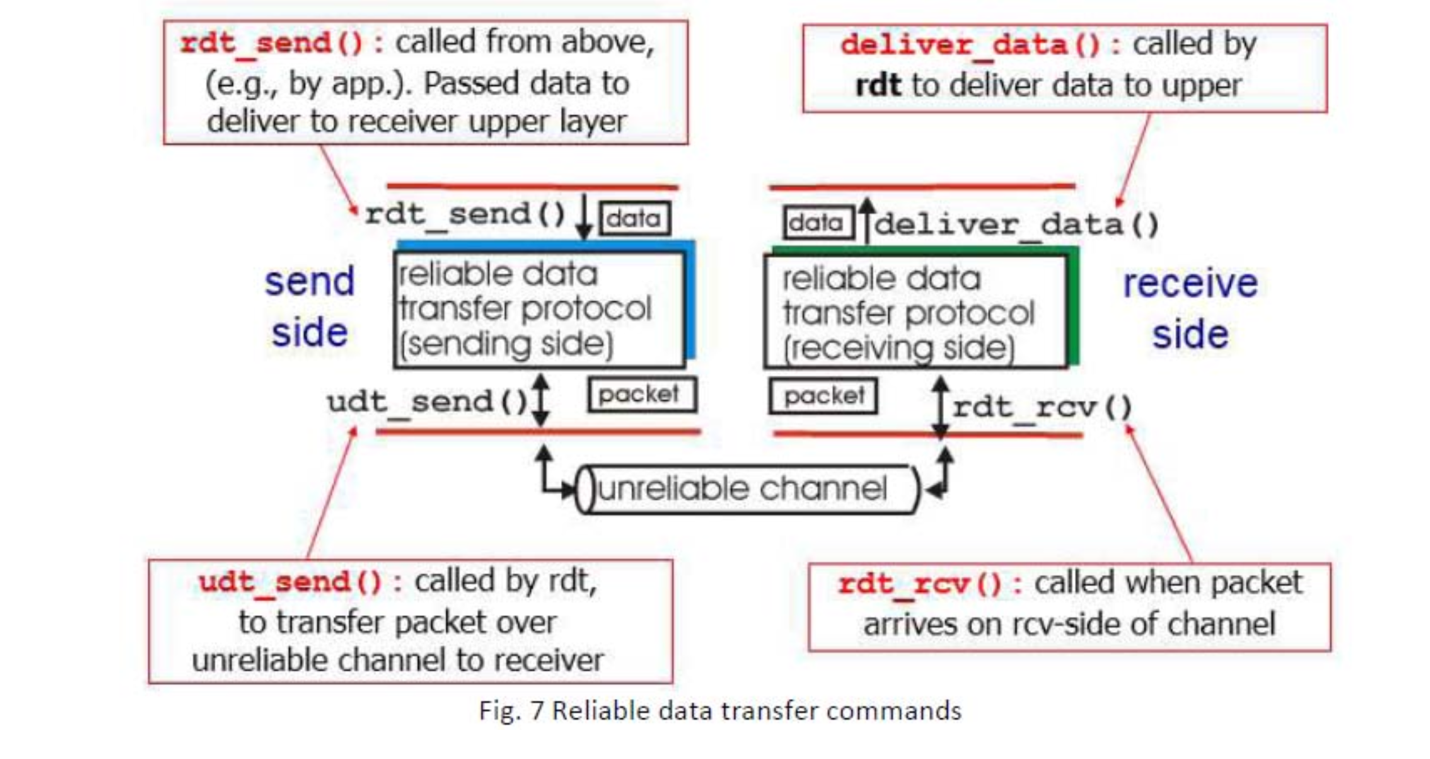 rdt_send() : called from above,
(e.g., by app.). Passed data to
deliver to receiver upper layer
deliver_data() : called by
rdt to deliver data to upper
rdt_send()
data
data
deliver_data()
send
side
reliable data
transfer protocol
(sending side)
reliable data
transfer protocol
(receiving side)
receive
side
udt_send()
packet
packet
rdt_rcv()
unreliable channel
udt_send() : called by rdt,
to transfer packet over
unreliable channel to receiver
rdt_rcv() : called when packet
arrives on rcv-side of channel
Fig. 7 Reliable data transfer commands